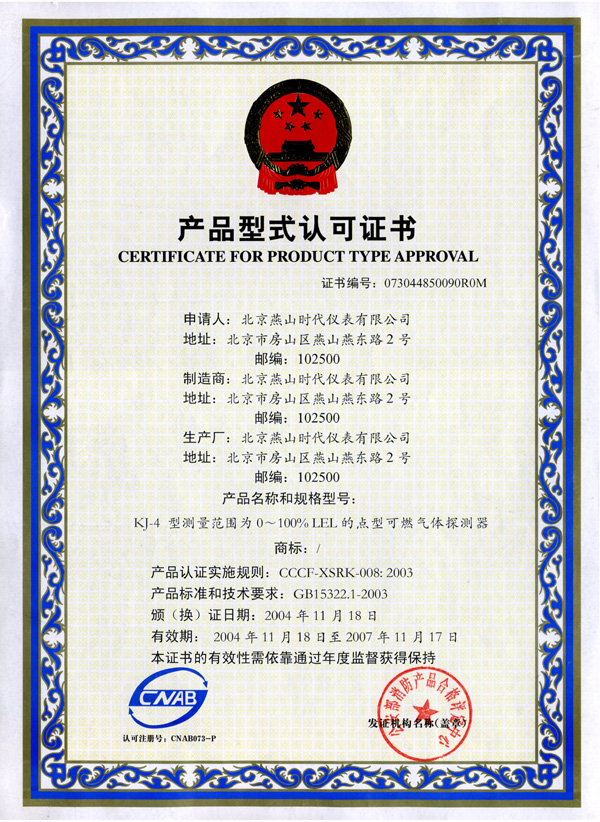 产品型式认可证书
CERTIFICATE FOR PRODUCT TYPE APPROVAL
证书编号：073044850090R0M
申请人：北京燕山时代仪表有限公司
地址：北京市房山区燕山燕东路2号
邮编：102500
制造商：北京燕山时代仪表有限公司
地址：北京市房山区燕山燕东路2号
邮编：102500
生产厂：北京燕山时代仪表有限公司
地址：北京市房山区燕山燕东路2号
邮编：102500
产品名称和规格型号：
KJ-4 型测量范围为0～100% LEL的点型可燃气体探测器
商标：/
产品认证实施规则：CCCF-XSRK-008: 2003
产品标准和技术要求：GB15322.1-2003
颁（换）证日期：2004年11月18日
有效期： 2004年11月18日至2007年11月17日
本证书的有效性需依靠通过年度监督获得保持
CNAB
认可注册号：CNAB073-P
公安部消防产品合格评定中心
发证机构名称(盖章)